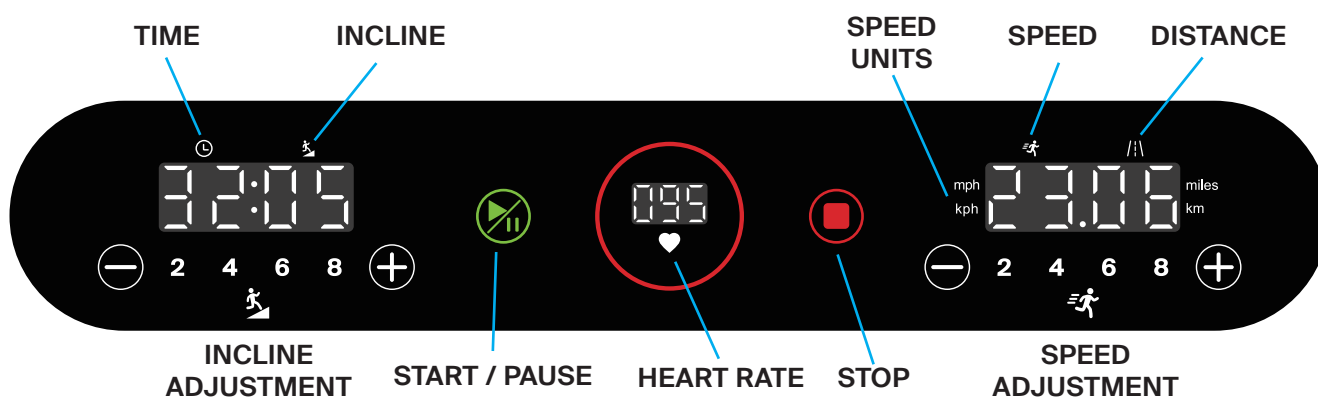 TIME
INCLINE
SPEED
UNITS
SPEED
DISTANCE
32:05
095
mph
kph
23.06
miles
km
2 4 6 8
2 4 6 8
INCLINE
ADJUSTMENT
START / PAUSE
HEART RATE
STOP
SPEED
ADJUSTMENT